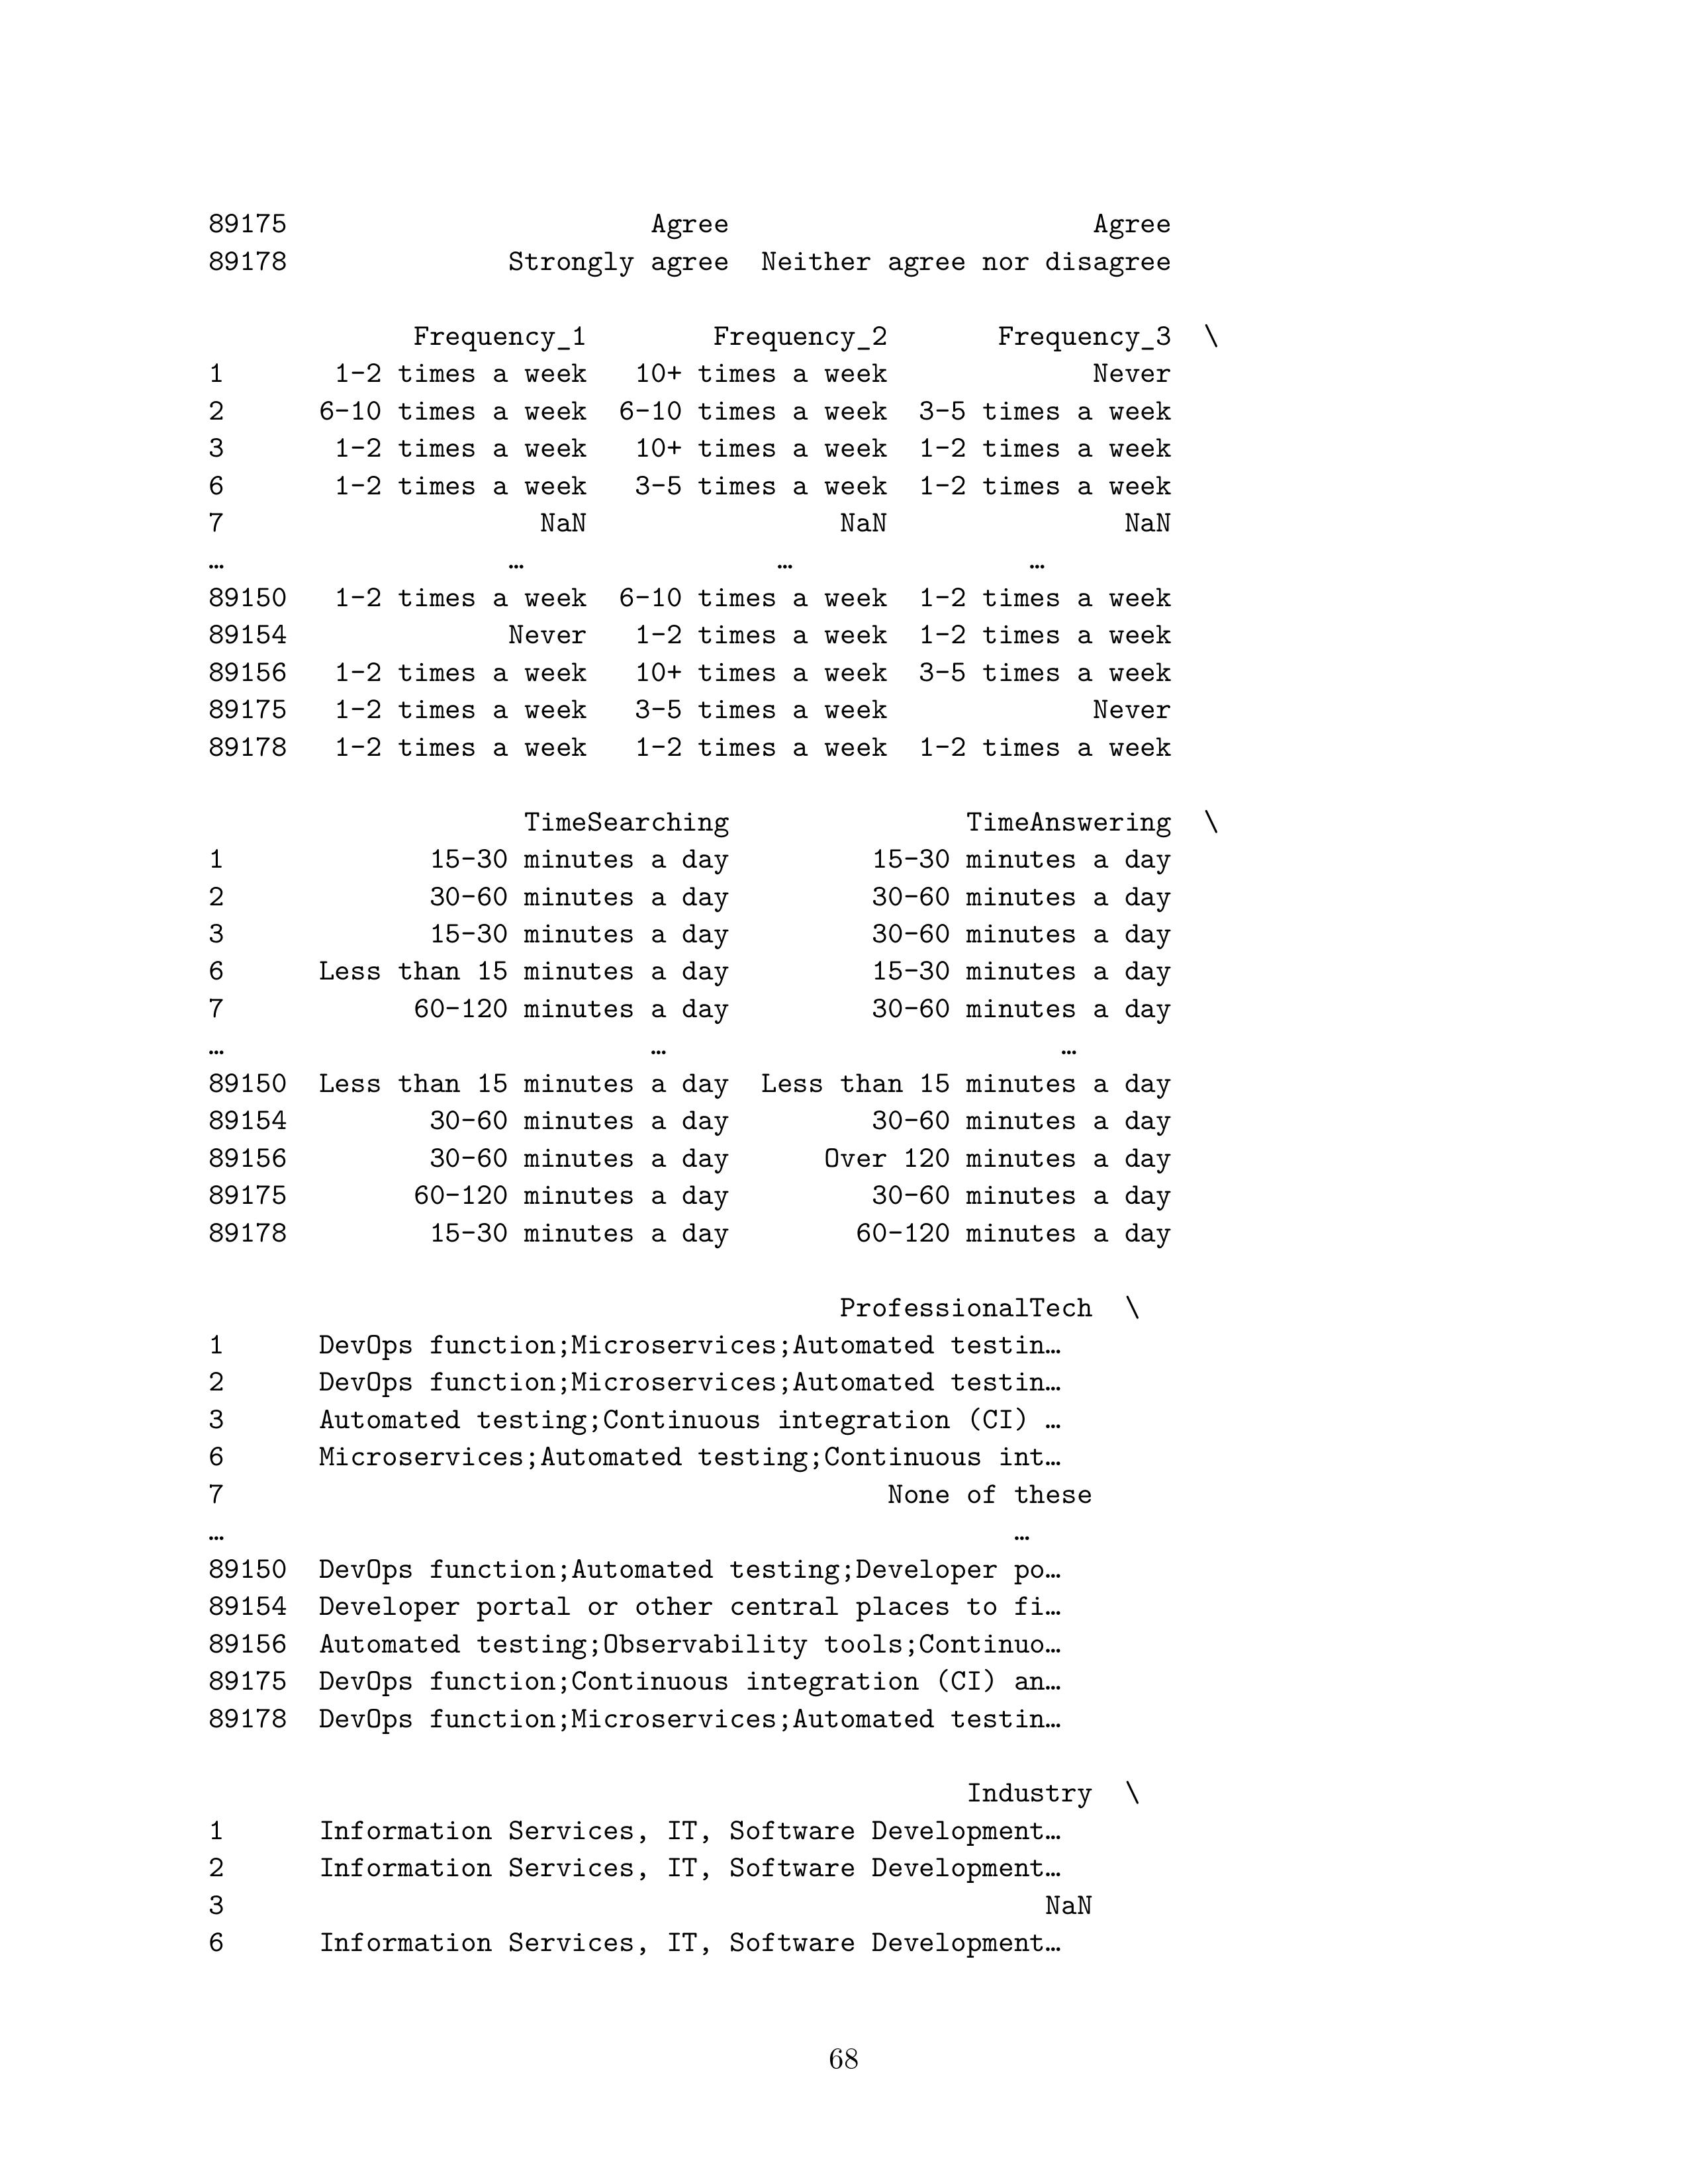 89175                       Agree                       Agree
89178              Strongly agree  Neither agree nor disagree
            Frequency_1        Frequency_2       Frequency_3  \
1       1-2 times a week   10+ times a week             Never
2      6-10 times a week  6-10 times a week  3-5 times a week
3       1-2 times a week   10+ times a week  1-2 times a week
6       1-2 times a week   3-5 times a week  1-2 times a week
7                    NaN                NaN               NaN
…                  …                …               …
89150   1-2 times a week  6-10 times a week  1-2 times a week
89154              Never   1-2 times a week  1-2 times a week
89156   1-2 times a week   10+ times a week  3-5 times a week
89175   1-2 times a week   3-5 times a week             Never
89178   1-2 times a week   1-2 times a week  1-2 times a week
                    TimeSearching               TimeAnswering  \
1             15-30 minutes a day         15-30 minutes a day
2             30-60 minutes a day         30-60 minutes a day
3             15-30 minutes a day         30-60 minutes a day
6      Less than 15 minutes a day         15-30 minutes a day
7            60-120 minutes a day         30-60 minutes a day
…                           …                         …
89150  Less than 15 minutes a day  Less than 15 minutes a day
89154         30-60 minutes a day         30-60 minutes a day
89156         30-60 minutes a day      Over 120 minutes a day
89175        60-120 minutes a day         30-60 minutes a day
89178         15-30 minutes a day        60-120 minutes a day
                                        ProfessionalTech  \
1      DevOps function;Microservices;Automated testin…
2      DevOps function;Microservices;Automated testin…
3      Automated testing;Continuous integration (CI) …
6      Microservices;Automated testing;Continuous int…
7                                          None of these
…                                                  …
89150  DevOps function;Automated testing;Developer po…
89154  Developer portal or other central places to fi…
89156  Automated testing;Observability tools;Continuo…
89175  DevOps function;Continuous integration (CI) an…
89178  DevOps function;Microservices;Automated testin…
                                                Industry  \
1      Information Services, IT, Software Development…
2      Information Services, IT, Software Development…
3                                                    NaN
6      Information Services, IT, Software Development…
68